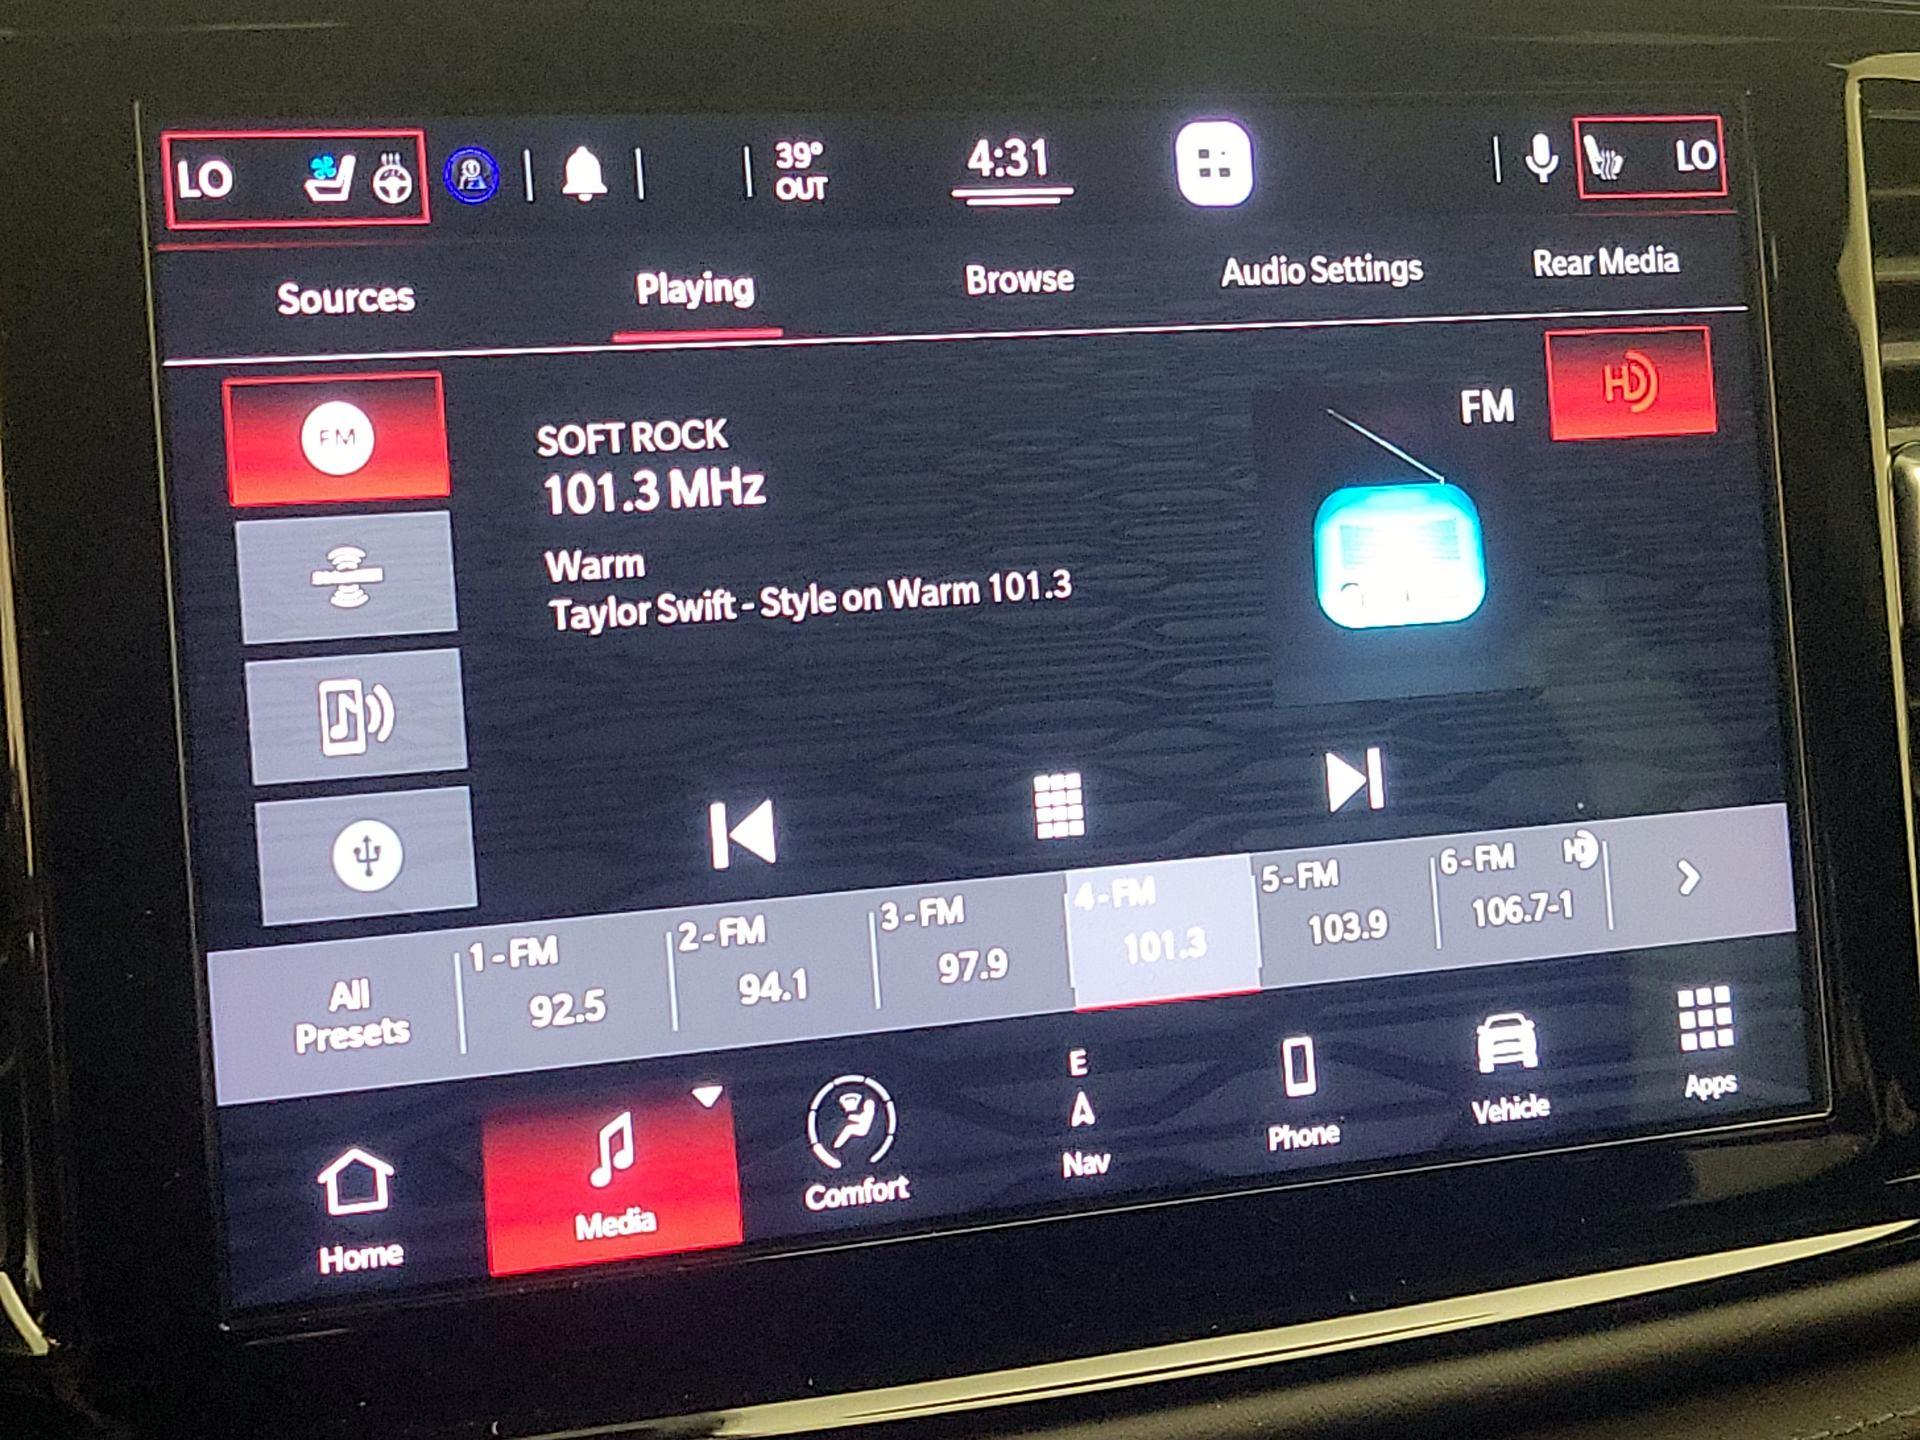 LO
39°
OUT
4:31
LO
Sources
Playing
Browse
Audio Settings
Rear Media
FM
SOFT ROCK
101.3 MHz
Warm
Taylor Swift - Style on Warm 101.3
FM
HD
All
Presets
1-FM
92.5
2-FM
94.1
3-FM
97.9
4-FM
101.3
5-FM
103.9
6-FM HD
106.7-1
Home
Media
Comfort
E
Nav
Phone
Vehicle
Apps